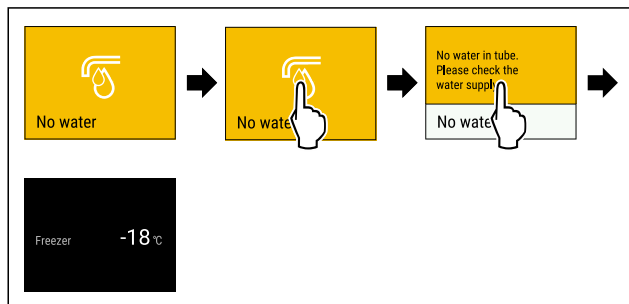 No water
No wate
No water in tube.
Please check the
water supply
No wate
Freezer -18 °C